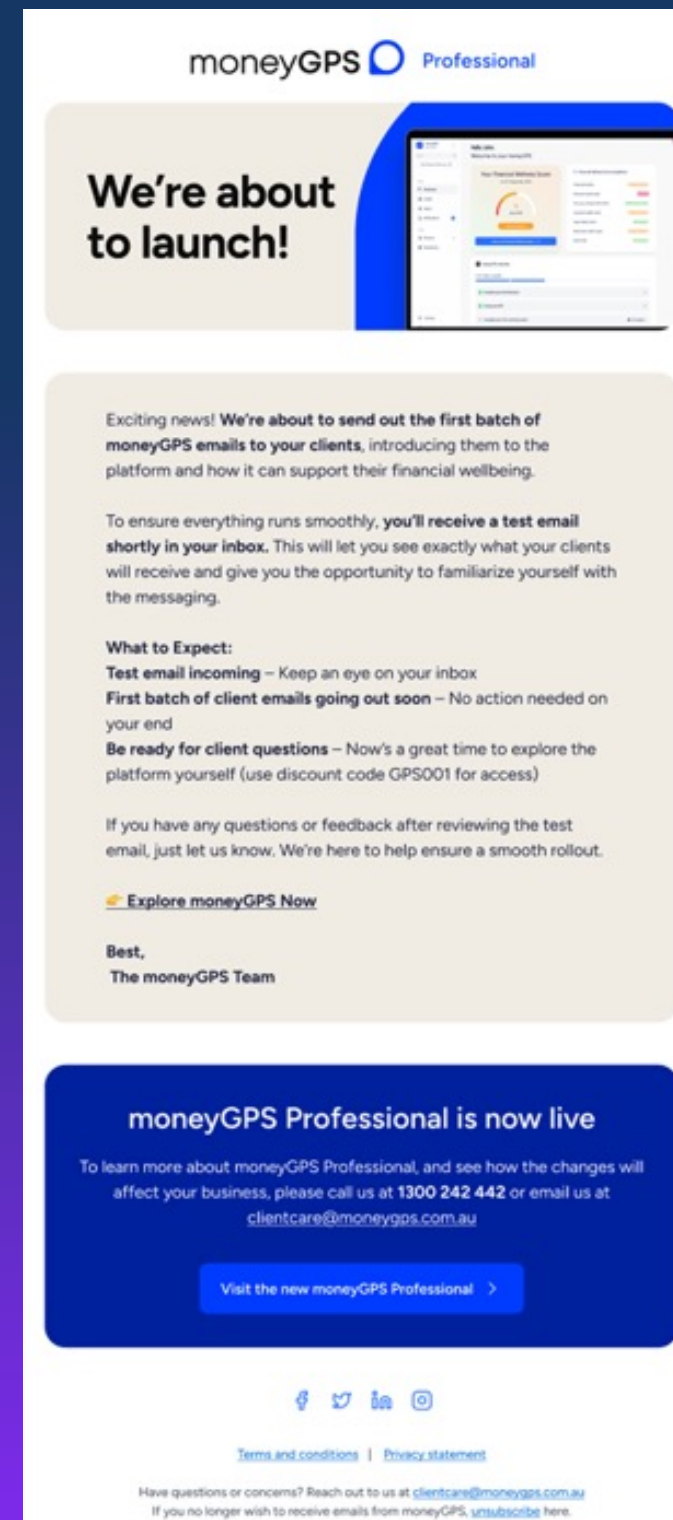 moneyGPS Professional
We're about
to launch!
Your Financial Wellness Score
Exciting news! We're about to send out the first batch of
moneyGPS emails to your clients, introducing them to the
platform and how it can support their financial wellbeing.
To ensure everything runs smoothly, you'll receive a test email
shortly in your inbox. This will let you see exactly what your clients
will receive and give you the opportunity to familiarize yourself with
the messaging.
What to Expect:
Test email incoming – Keep an eye on your inbox
First batch of client emails going out soon – No action needed on
your end
Be ready for client questions – Now's a great time to explore the
platform yourself (use discount code GPS001 for access)
If you have any questions or feedback after reviewing the test
email, just let us know. We're here to help ensure a smooth rollout.
👉 Explore moneyGPS Now
Best,
The moneyGPS Team
moneyGPS Professional is now live
To learn more about moneyGPS Professional, and see how the changes will
affect your business, please call us at 1300 242 442 or email us at
clientcare@moneygps.com.au
Visit the new moneyGPS Professional >
Terms and conditions | Privacy statement
Have questions or concerns? Reach out to us at clientcare@moneygps.com.au
If you no longer wish to receive emails from moneyGPS, unsubscribe here.